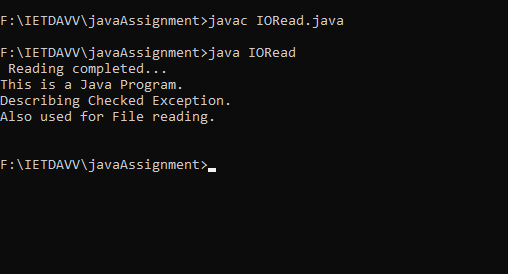 F:\IETDAVV\javaAssignment>javac IORead.java
F:\IETDAVV\javaAssignment>java IORead
 Reading completed...
This is a Java Program.
Describing Checked Exception.
Also used for File reading.
F:\IETDAVV\javaAssignment>